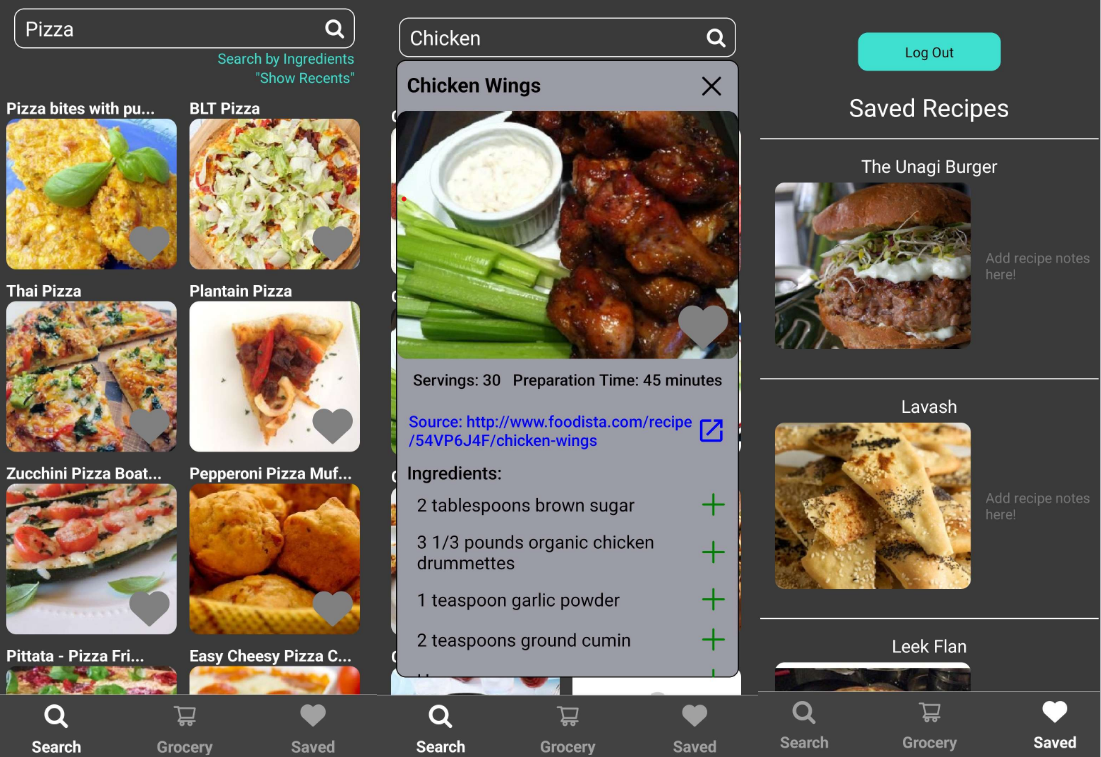 Pizza
Search by Ingredients
"Show Recents"
Pizza bites with pu...
BLT Pizza
Thai Pizza
Plantain Pizza
Zucchini Pizza Boat...
Pepperoni Pizza Muf...
Pittata - Pizza Fri...
Easy Cheesy Pizza C...
Search
Grocery
Saved
Chicken
Chicken Wings
Servings: 30
Preparation Time: 45 minutes
Source: http://www.foodista.com/recipe
/54VP6J4F/chicken-wings
Ingredients:
2 tablespoons brown sugar
3 1/3 pounds organic chicken
drummettes
1 teaspoon garlic powder
2 teaspoons ground cumin
Search
Grocery
Saved
Log Out
Saved Recipes
The Unagi Burger
Add recipe notes
here!
Lavash
Add recipe notes
here!
Leek Flan
Search
Grocery
Saved